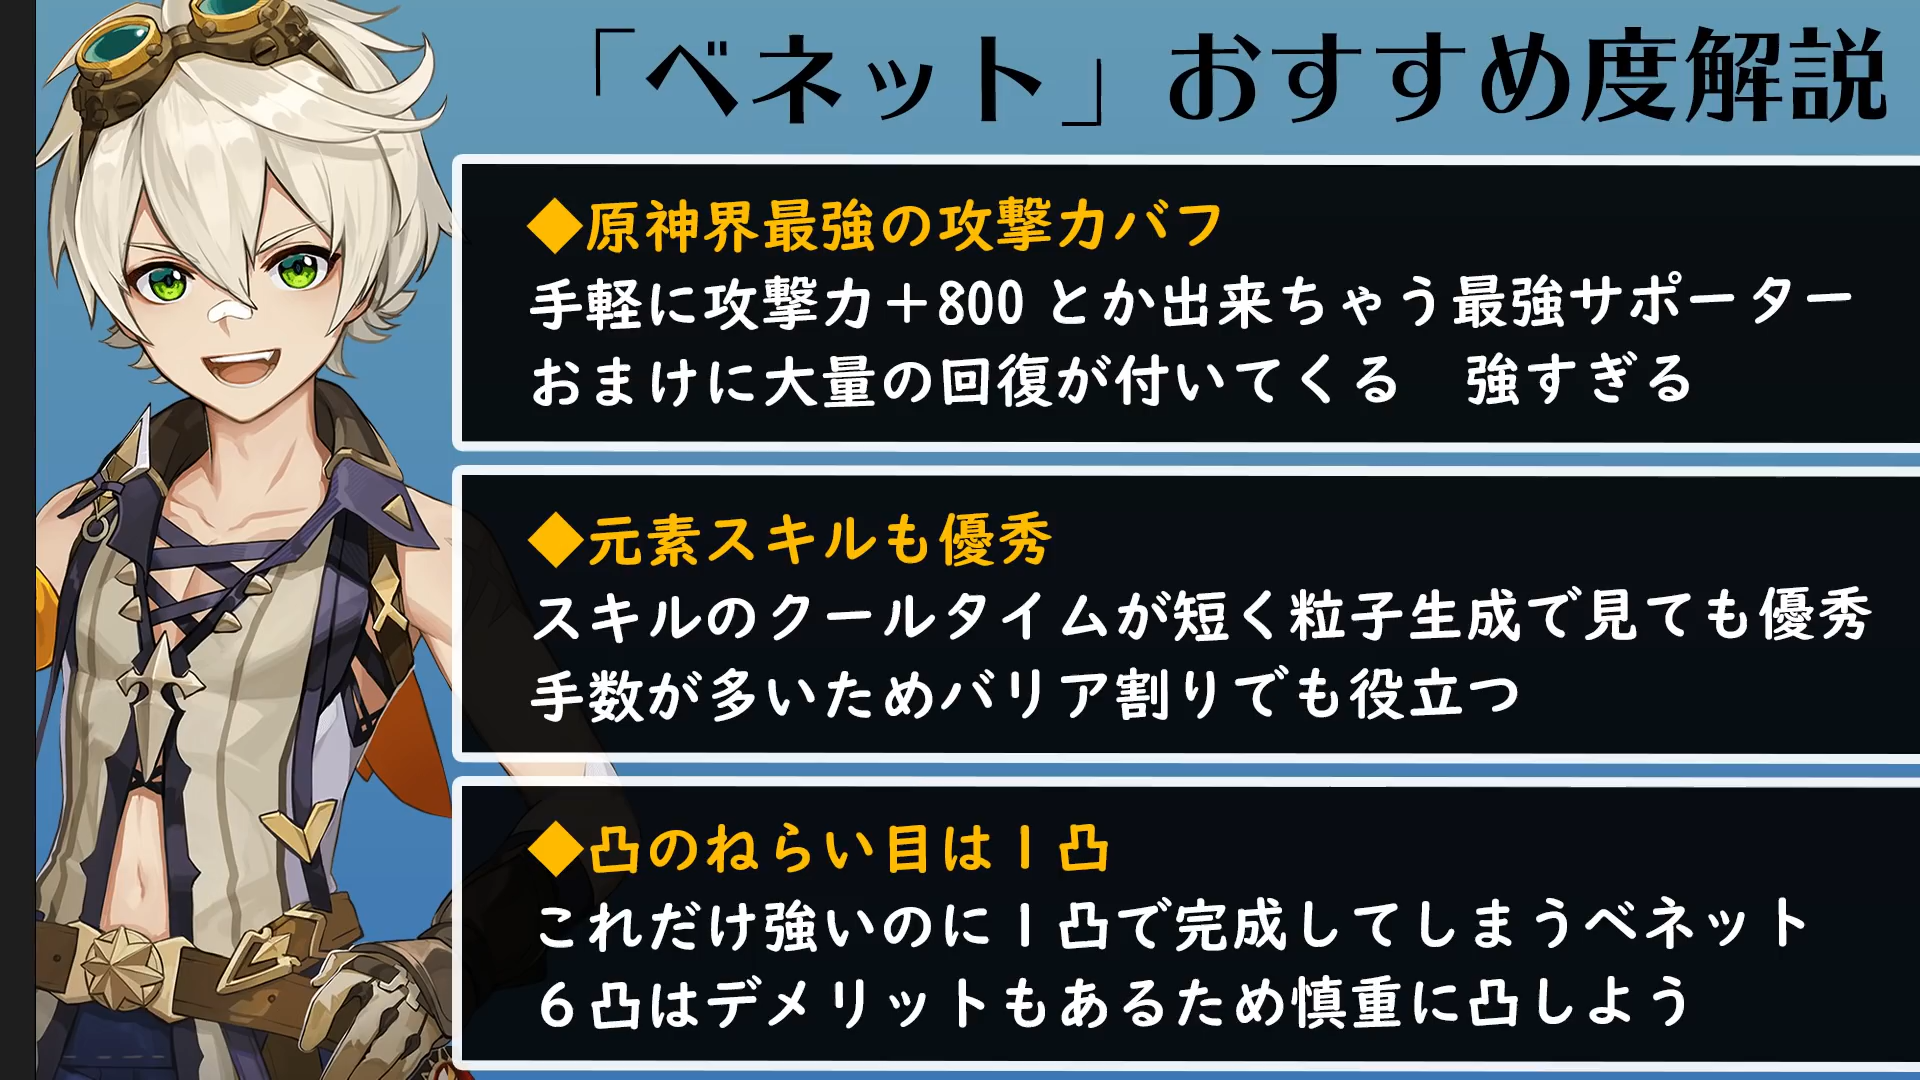 「ベネット」おすすめ度解説
◆原神界最強の攻撃力バフ
手軽に攻撃力＋800 とか出来ちゃう最強サポーター
おまけに大量の回復が付いてくる　強すぎる
◆元素スキルも優秀
スキルのクールタイムが短く粒子生成で見ても優秀
手数が多いためバリア割りでも役立つ
◆凸のねらい目は１凸
これだけ強いのに１凸で完成してしまうベネット
６凸はデメリットもあるため慎重に凸しよう